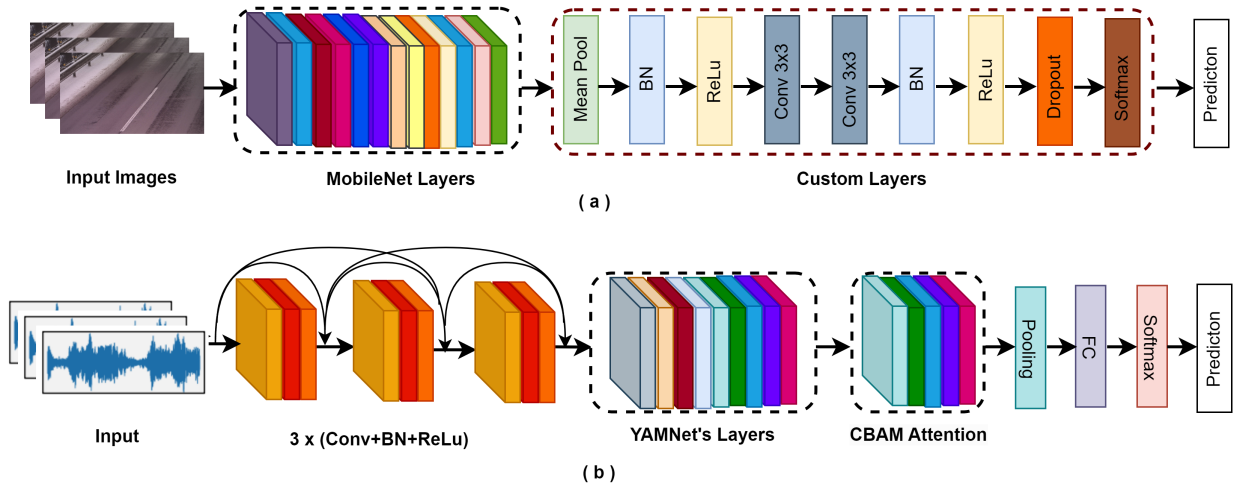 Mean Pool
BN
ReLu
Conv 3x3
Conv 3x3
BN
ReLu
Dropout
Softmax
Predicton
Input Images
MobileNet Layers
Custom Layers
( a )
Pooling
FC
Softmax
Predicton
Input
3 x (Conv+BN+ReLu)
YAMNet's Layers
CBAM Attention
( b )